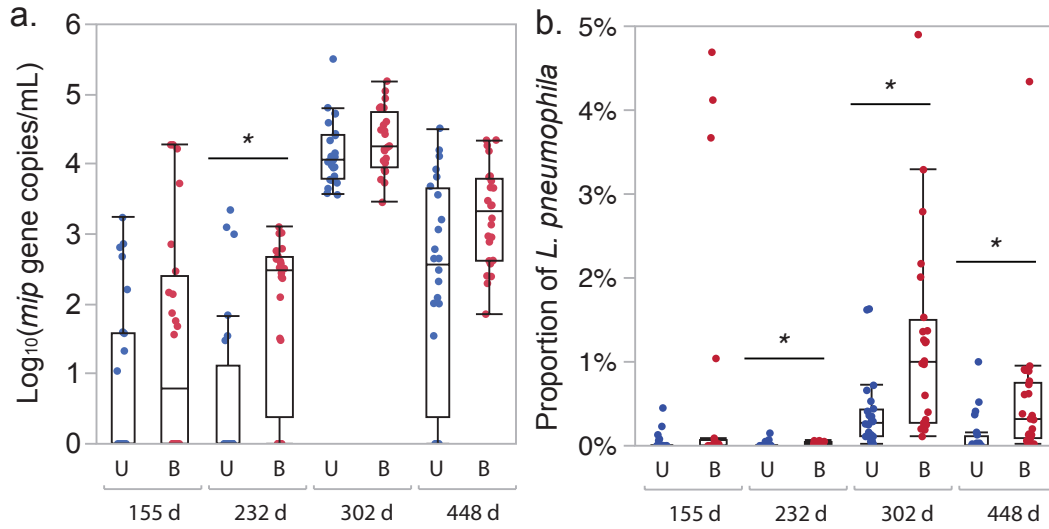 a.
Log₁₀(mip gene copies/mL)
6
5
4
3
2
1
0
*
U B U B U B U B
155 d 232 d 302 d 448 d
b.
Proportion of L. pneumophila
5%
4%
3%
2%
1%
0%
*
*
*
U B U B U B U B
155 d 232 d 302 d 448 d